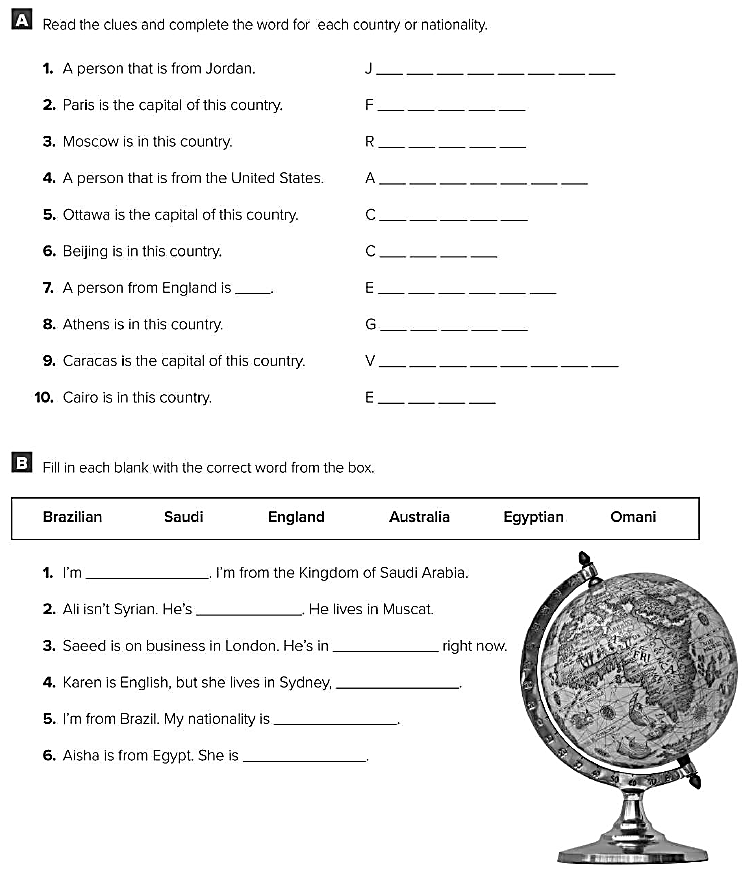 A Read the clues and complete the word for each country or nationality.
1. A person that is from Jordan. J ___ ___ ___ ___ ___ ___ ___ ___
2. Paris is the capital of this country. F ___ ___ ___ ___ ___
3. Moscow is in this country. R ___ ___ ___ ___ ___
4. A person that is from the United States. A ___ ___ ___ ___ ___ ___ ___
5. Ottawa is the capital of this country. C ___ ___ ___ ___ ___
6. Beijing is in this country. C ___ ___ ___ ___
7. A person from England is _____. E ___ ___ ___ ___ ___ ___
8. Athens is in this country. G ___ ___ ___ ___ ___
9. Caracas is the capital of this country. V ___ ___ ___ ___ ___ ___ ___ ___
10. Cairo is in this country. E ___ ___ ___ ___
B Fill in each blank with the correct word from the box.
Brazilian Saudi England Australia Egyptian Omani
1. I'm _______________. I'm from the Kingdom of Saudi Arabia.
2. Ali isn't Syrian. He's _____________. He lives in Muscat.
3. Saeed is on business in London. He's in _____________ right now.
4. Karen is English, but she lives in Sydney, _______________.
5. I'm from Brazil. My nationality is _______________.
6. Aisha is from Egypt. She is _______________.